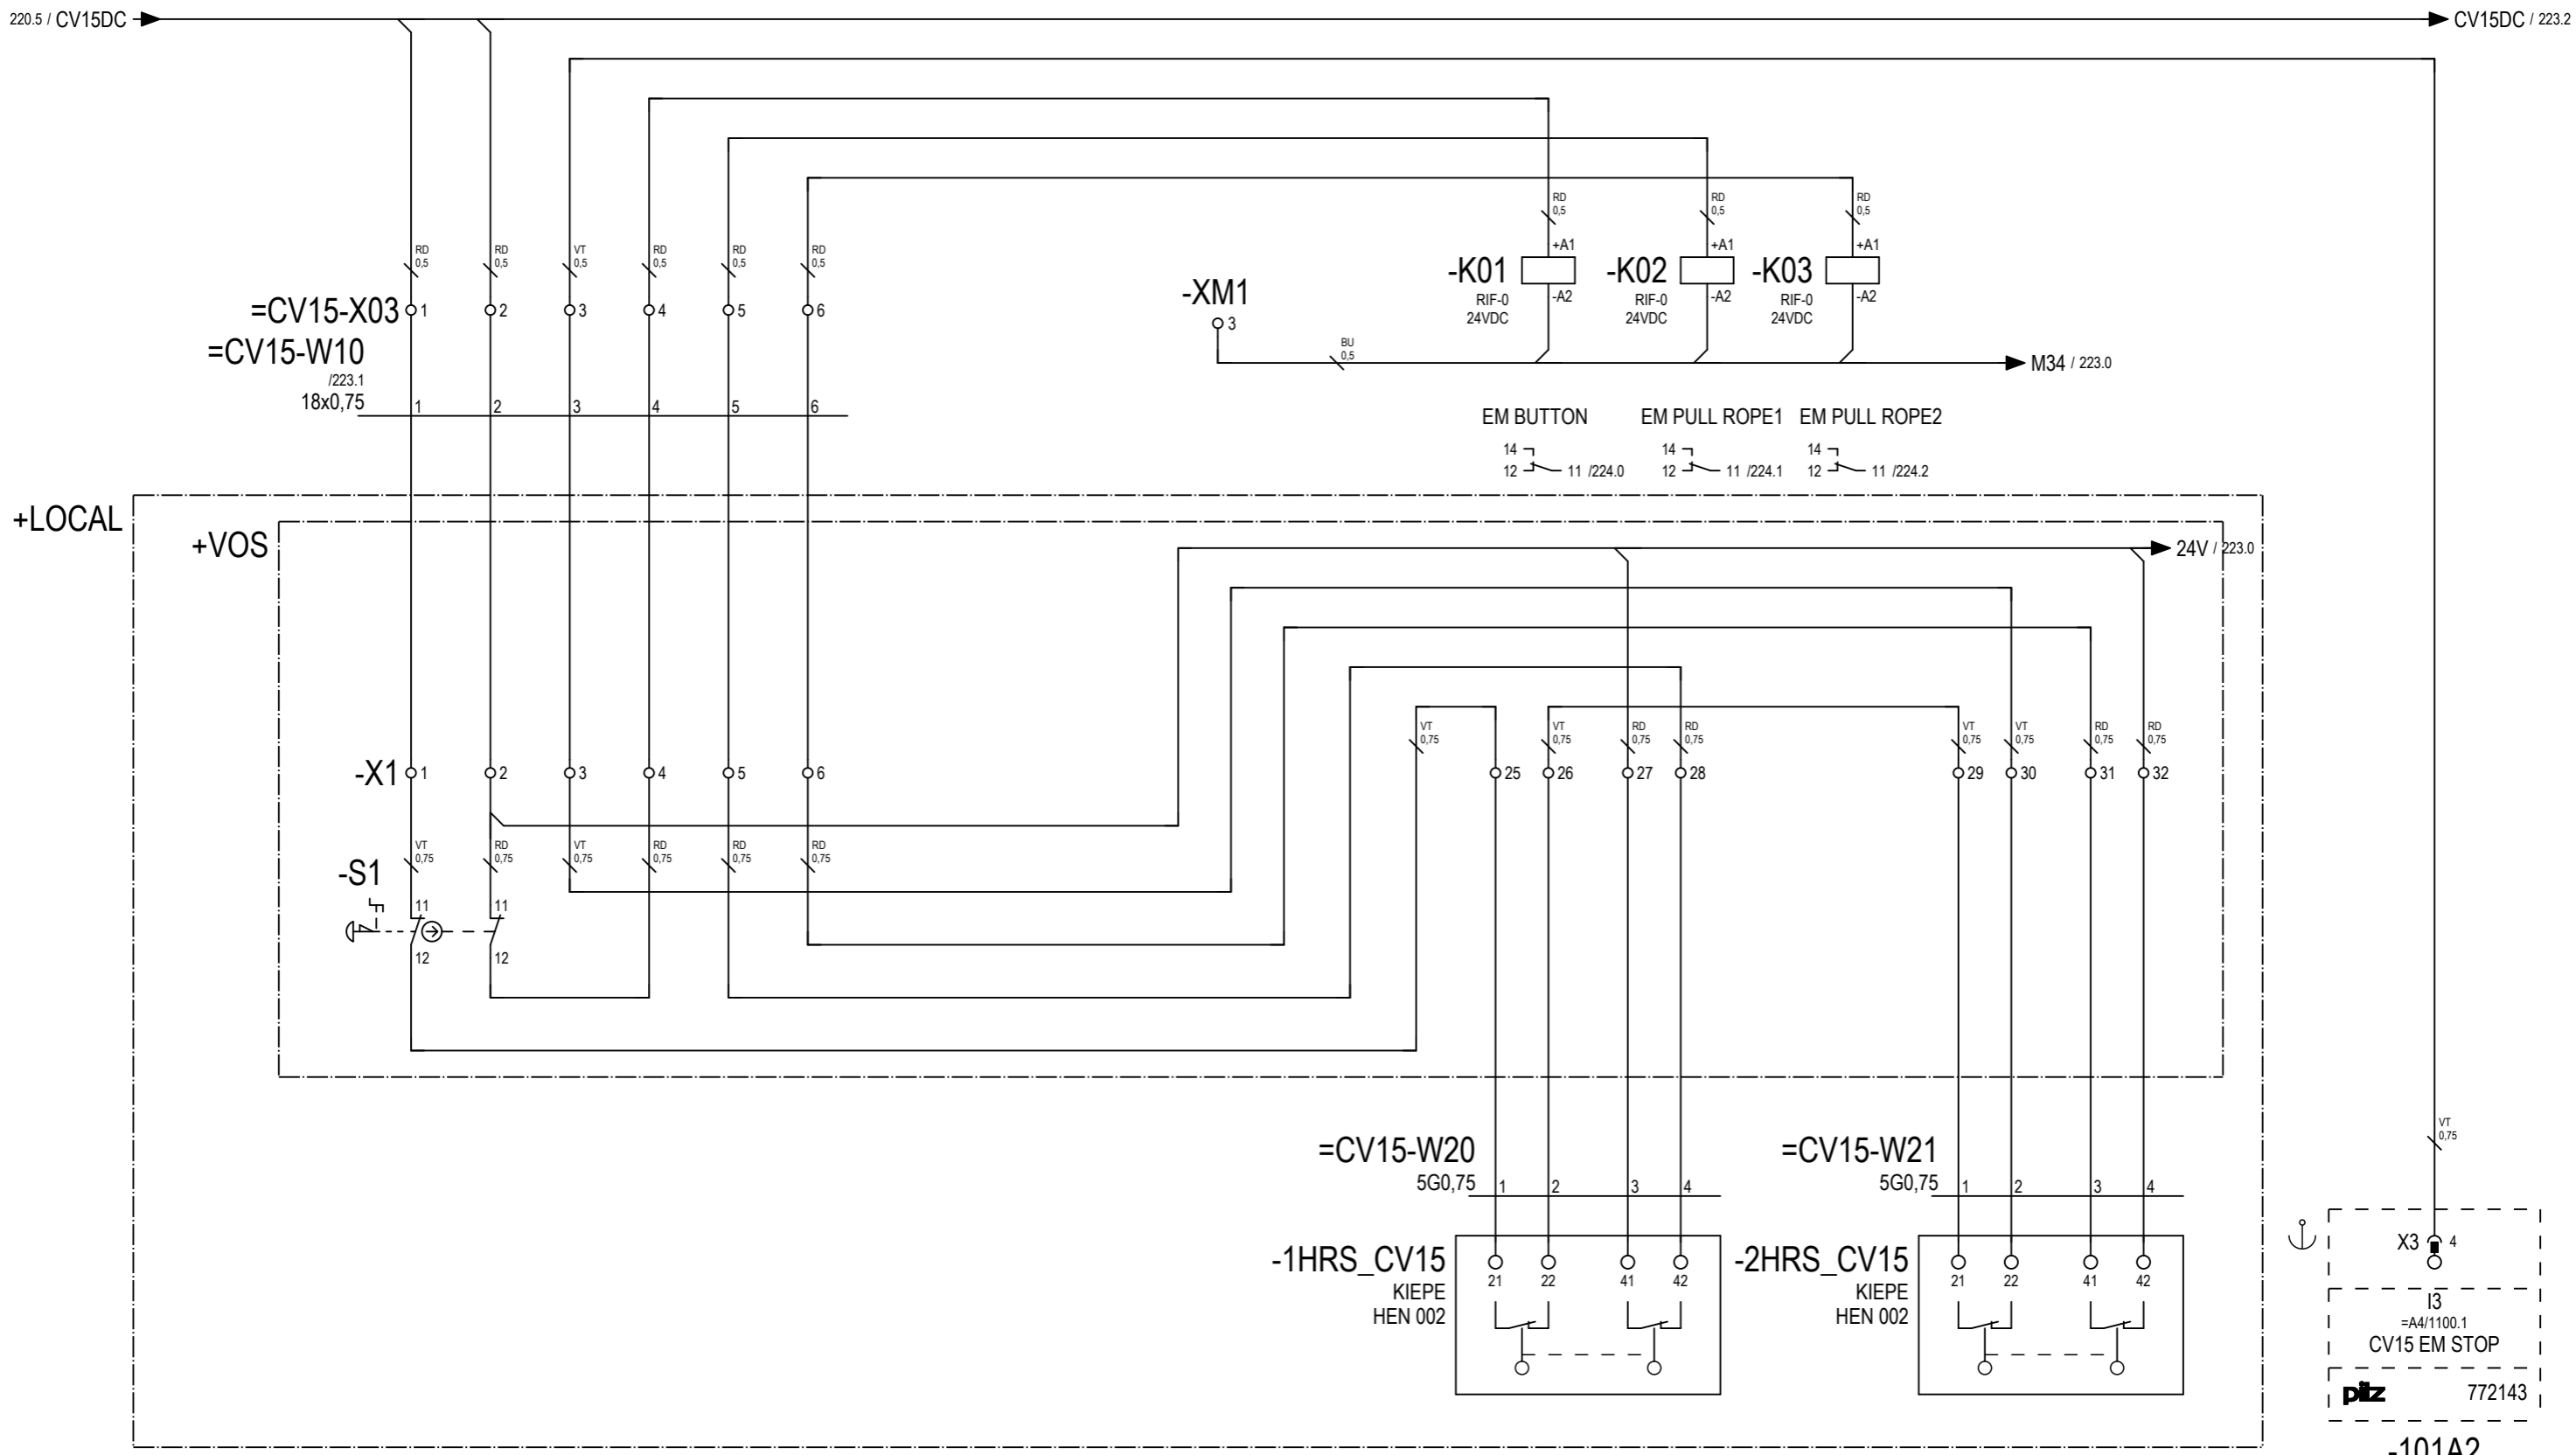 220.5 / CV15DC
CV15DC / 223.2
RD 0,5
RD 0,5
RD 0,5
+A1
+A1
+A1
-K01
-K02
-K03
RIF-0
24VDC
RIF-0
24VDC
RIF-0
24VDC
-A2
-A2
-A2
RD 0,5
RD 0,5
VT 0,5
RD 0,5
RD 0,5
RD 0,5
=CV15-X03 1 2 3 4 5 6
-XM1
3
BU 0,5
M34 / 223.0
=CV15-W10
/223.1
18x0,75
1 2 3 4 5 6
EM BUTTON
EM PULL ROPE1
EM PULL ROPE2
14
12 11 /224.0
14
12 11 /224.1
14
12 11 /224.2
+LOCAL
+VOS
24V / 223.0
VT 0,75
VT 0,75
RD 0,75
RD 0,75
VT 0,75
VT 0,75
RD 0,75
RD 0,75
-X1 1 2 3 4 5 6
25 26 27 28 29 30 31 32
VT 0,75
RD 0,75
VT 0,75
RD 0,75
RD 0,75
RD 0,75
-S1
11 11
12 12
=CV15-W20
5G0,75
1 2 3 4
=CV15-W21
5G0,75
1 2 3 4
-1HRS_CV15
KIEPE
HEN 002
21 22 41 42
-2HRS_CV15
KIEPE
HEN 002
21 22 41 42
VT 0,75
X3 4
I3
=A4/1100.1
CV15 EM STOP
pilz 772143
-101A2